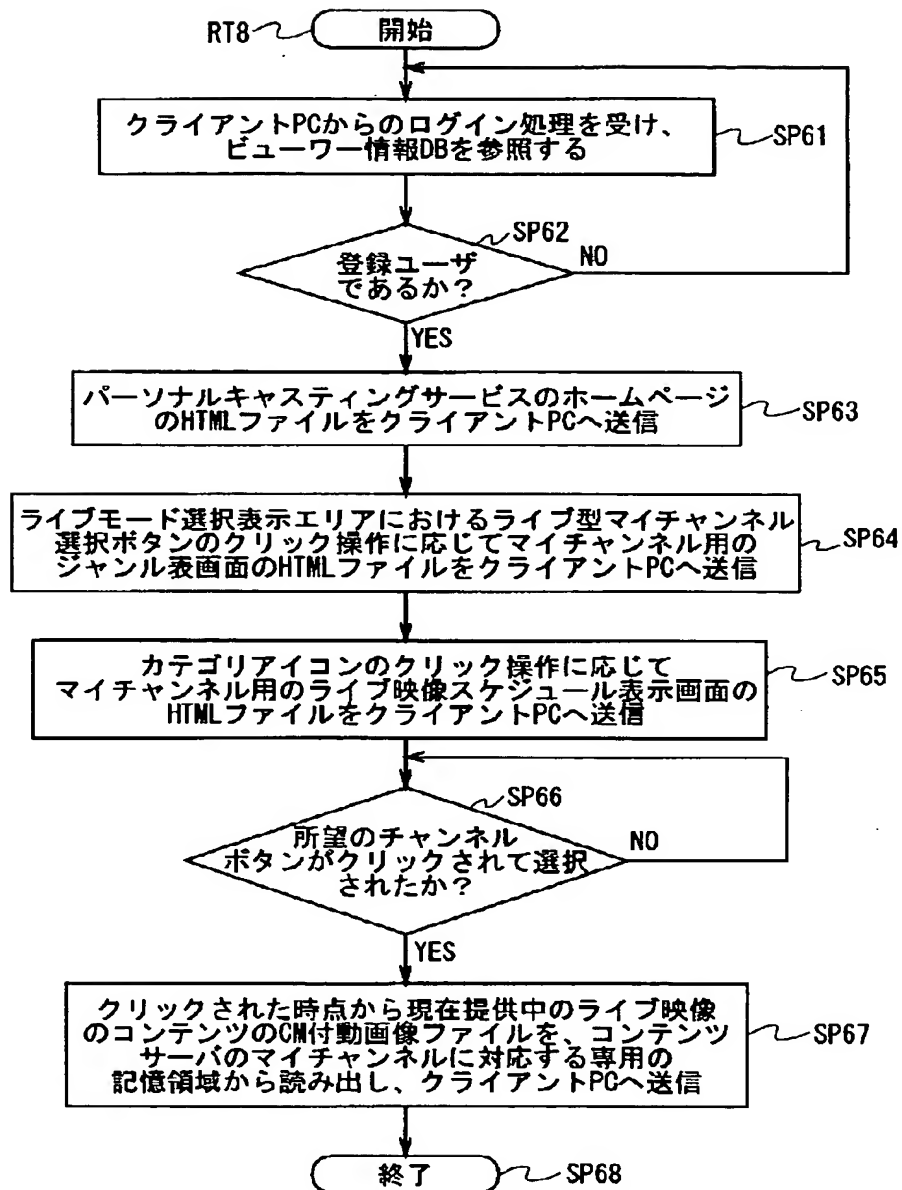 RT8
開始
クライアントPCからのログイン処理を受け、
ビューワー情報DBを参照する
SP61
SP62
登録ユーザ
であるか?
NO
YES
パーソナルキャスティングサービスのホームページ
のHTMLファイルをクライアントPCへ送信
SP63
ライブモード選択表示エリアにおけるライブ型マイチャンネル
選択ボタンのクリック操作に応じてマイチャンネル用の
ジャンル表画面のHTMLファイルをクライアントPCへ送信
SP64
カテゴリアイコンのクリック操作に応じて
マイチャンネル用のライブ映像スケジュール表示画面の
HTMLファイルをクライアントPCへ送信
SP65
SP66
所望のチャンネル
ボタンがクリックされて選択
されたか?
NO
YES
クリックされた時点から現在提供中のライブ映像
のコンテンツのCM付動画像ファイルを、コンテンツ
サーバのマイチャンネルに対応する専用の
記憶領域から読み出し、クライアントPCへ送信
SP67
終了
SP68